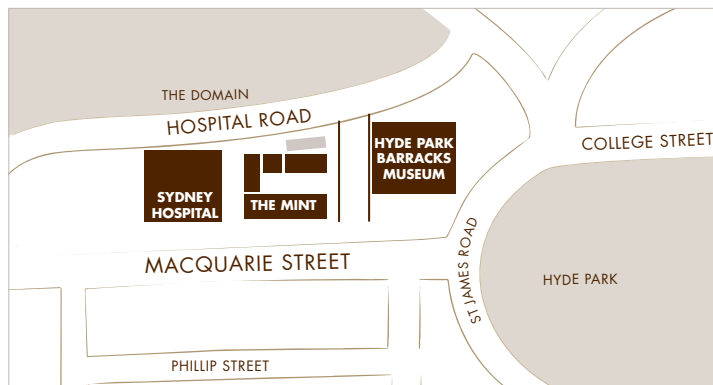 THE DOMAIN
HOSPITAL ROAD
HYDE PARK
BARRACKS
MUSEUM
COLLEGE STREET
SYDNEY
HOSPITAL
THE MINT
MACQUARIE STREET
ST JAMES ROAD
HYDE PARK
PHILLIP STREET